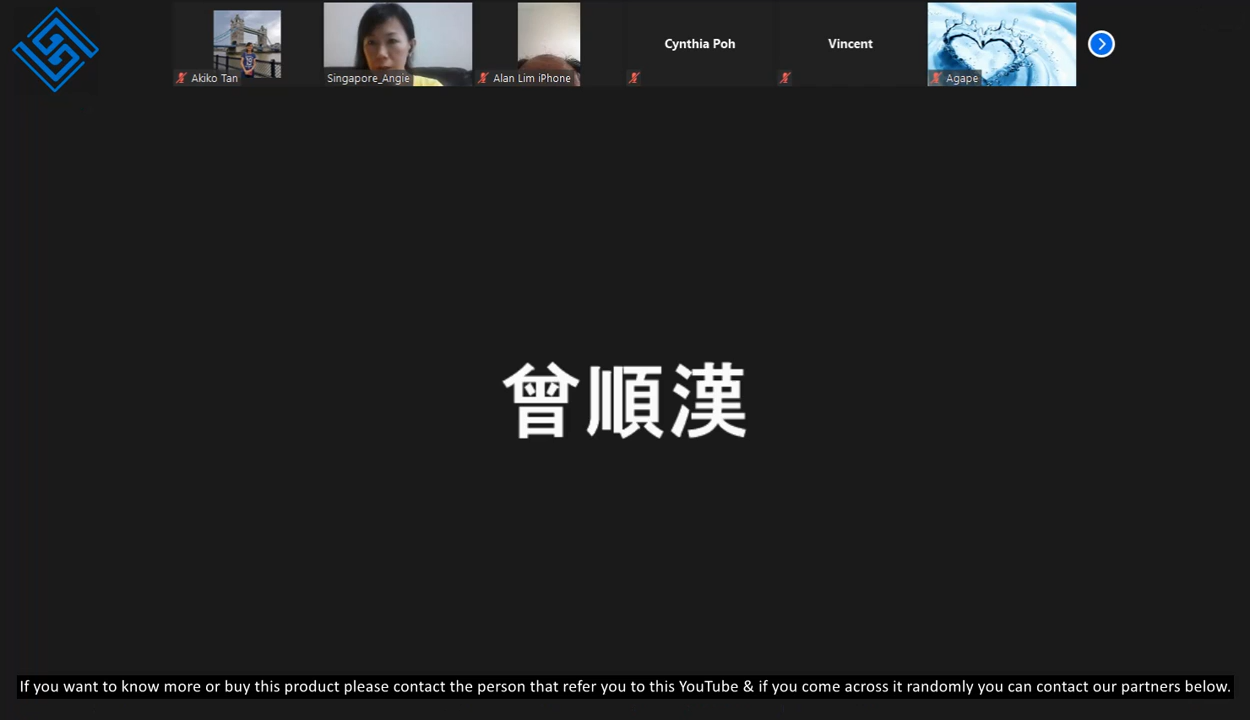 Akiko Tan
Singapore_Angie
Alan Lim iPhone
Cynthia Poh
Vincent
Agape
曾順漢
If you want to know more or buy this product please contact the person that refer you to this YouTube & if you come across it randomly you can contact our partners below.